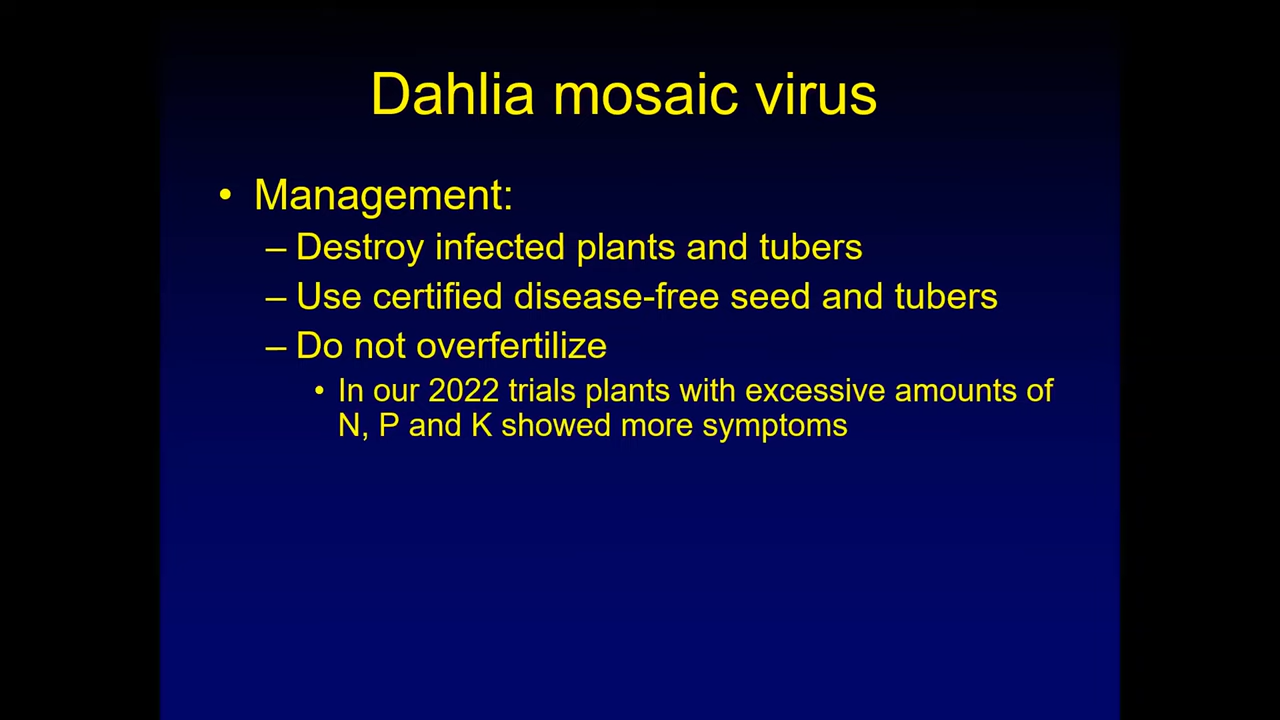 Dahlia mosaic virus
• Management:
– Destroy infected plants and tubers
– Use certified disease-free seed and tubers
– Do not overfertilize
• In our 2022 trials plants with excessive amounts of
N, P and K showed more symptoms